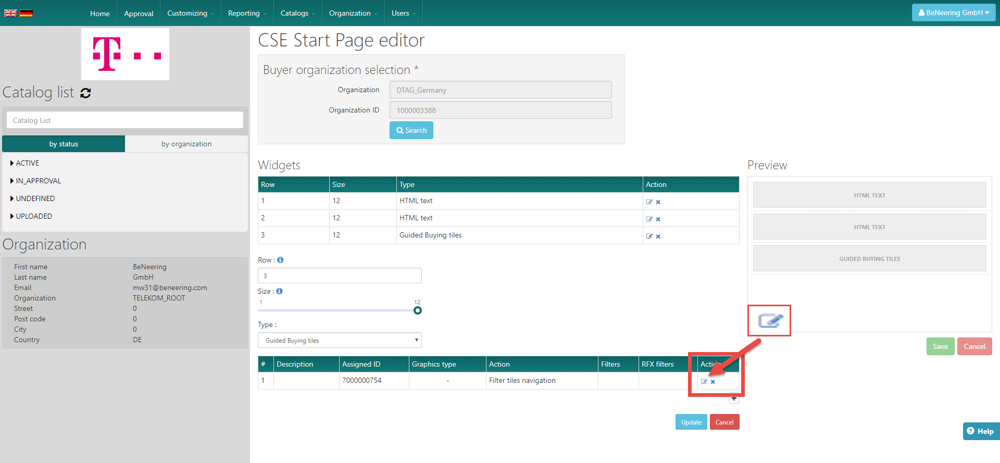 Home Approval Customizing Reporting Catalogs Organization Users BeNeering GmbH
T
Catalog list
Catalog List
by status by organization
ACTIVE
IN_APPROVAL
UNDEFINED
UPLOADED
Organization
First name BeNeering
Last name GmbH
Email mw31@beneering.com
Organization TELEKOM_ROOT
Street 0
Post code 0
City 0
Country DE
CSE Start Page editor
Buyer organization selection *
Organization DTAG_Germany
Organization ID 1000003388
Search
Widgets
Row Size Type Action
1 12 HTML text
2 12 HTML text
3 12 Guided Buying tiles
Row :
3
Size :
1 12
Type :
Guided Buying tiles
# Description Assigned ID Graphics type Action Filters RFX filters
1 7000000754 - Filter tiles navigation
Update Cancel
Preview
HTML TEXT
HTML TEXT
GUIDED BUYING TILES
Save Cancel
Help